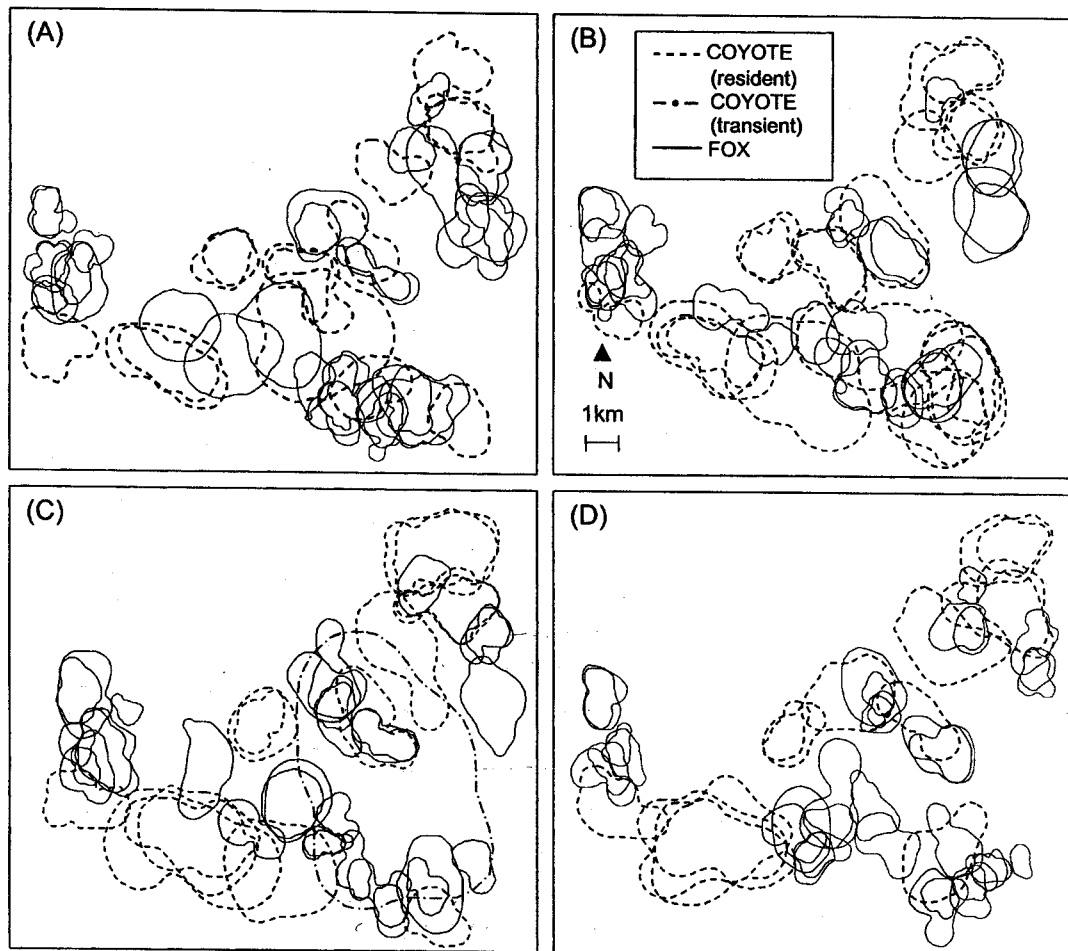 (A)
(B)
COYOTE
(resident)
COYOTE
(transient)
FOX
N
1km
(C)
(D)